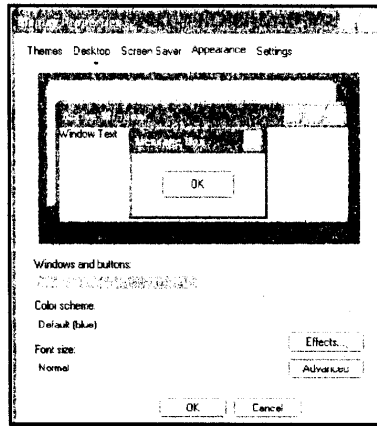 Themes Desktop Screen Saver Appearance Settings
Window Text
OK
Windows and buttons:
Color scheme:
Default (blue)
Font size:
Normal
Effects...
Advanced
OK Cancel